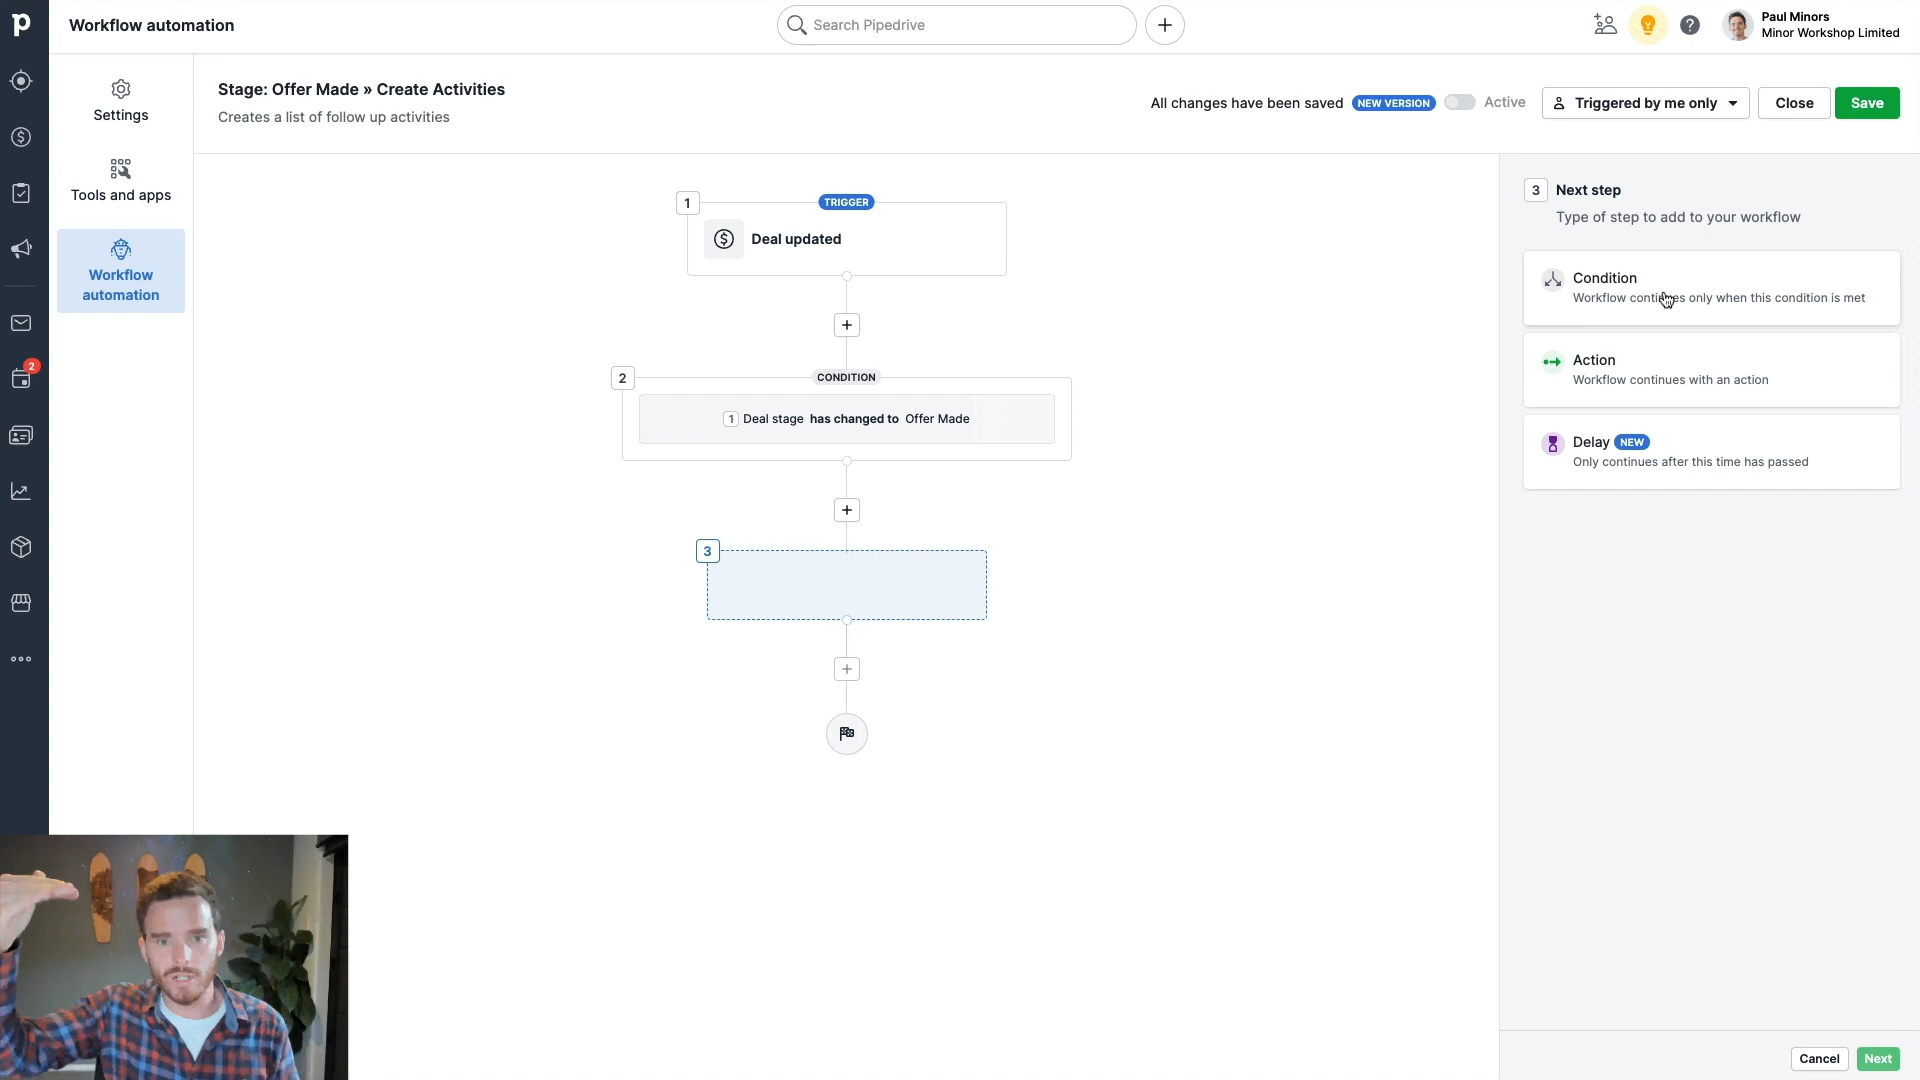 p
Workflow automation
Search Pipedrive
Paul Minors
Minor Workshop Limited
Settings
Tools and apps
Workflow
automation
2
Stage: Offer Made » Create Activities
Creates a list of follow up activities
All changes have been saved
NEW VERSION
Active
Triggered by me only
Close
Save
1
TRIGGER
Deal updated
2
CONDITION
1 Deal stage has changed to Offer Made
3
3 Next step
Type of step to add to your workflow
Condition
Workflow continues only when this condition is met
Action
Workflow continues with an action
Delay NEW
Only continues after this time has passed
Cancel
Next